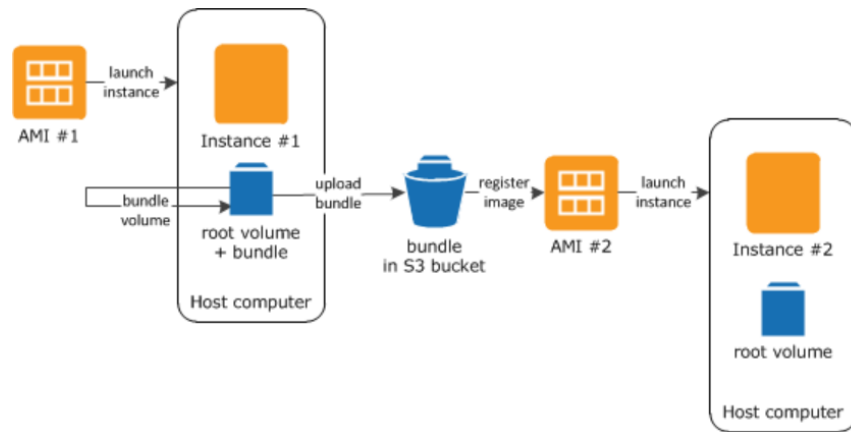 launch
instance
AMI #1
Instance #1
bundle
volume
root volume
+ bundle
Host computer
upload
bundle
bundle
in S3 bucket
register
image
AMI #2
launch
instance
Instance #2
root volume
Host computer